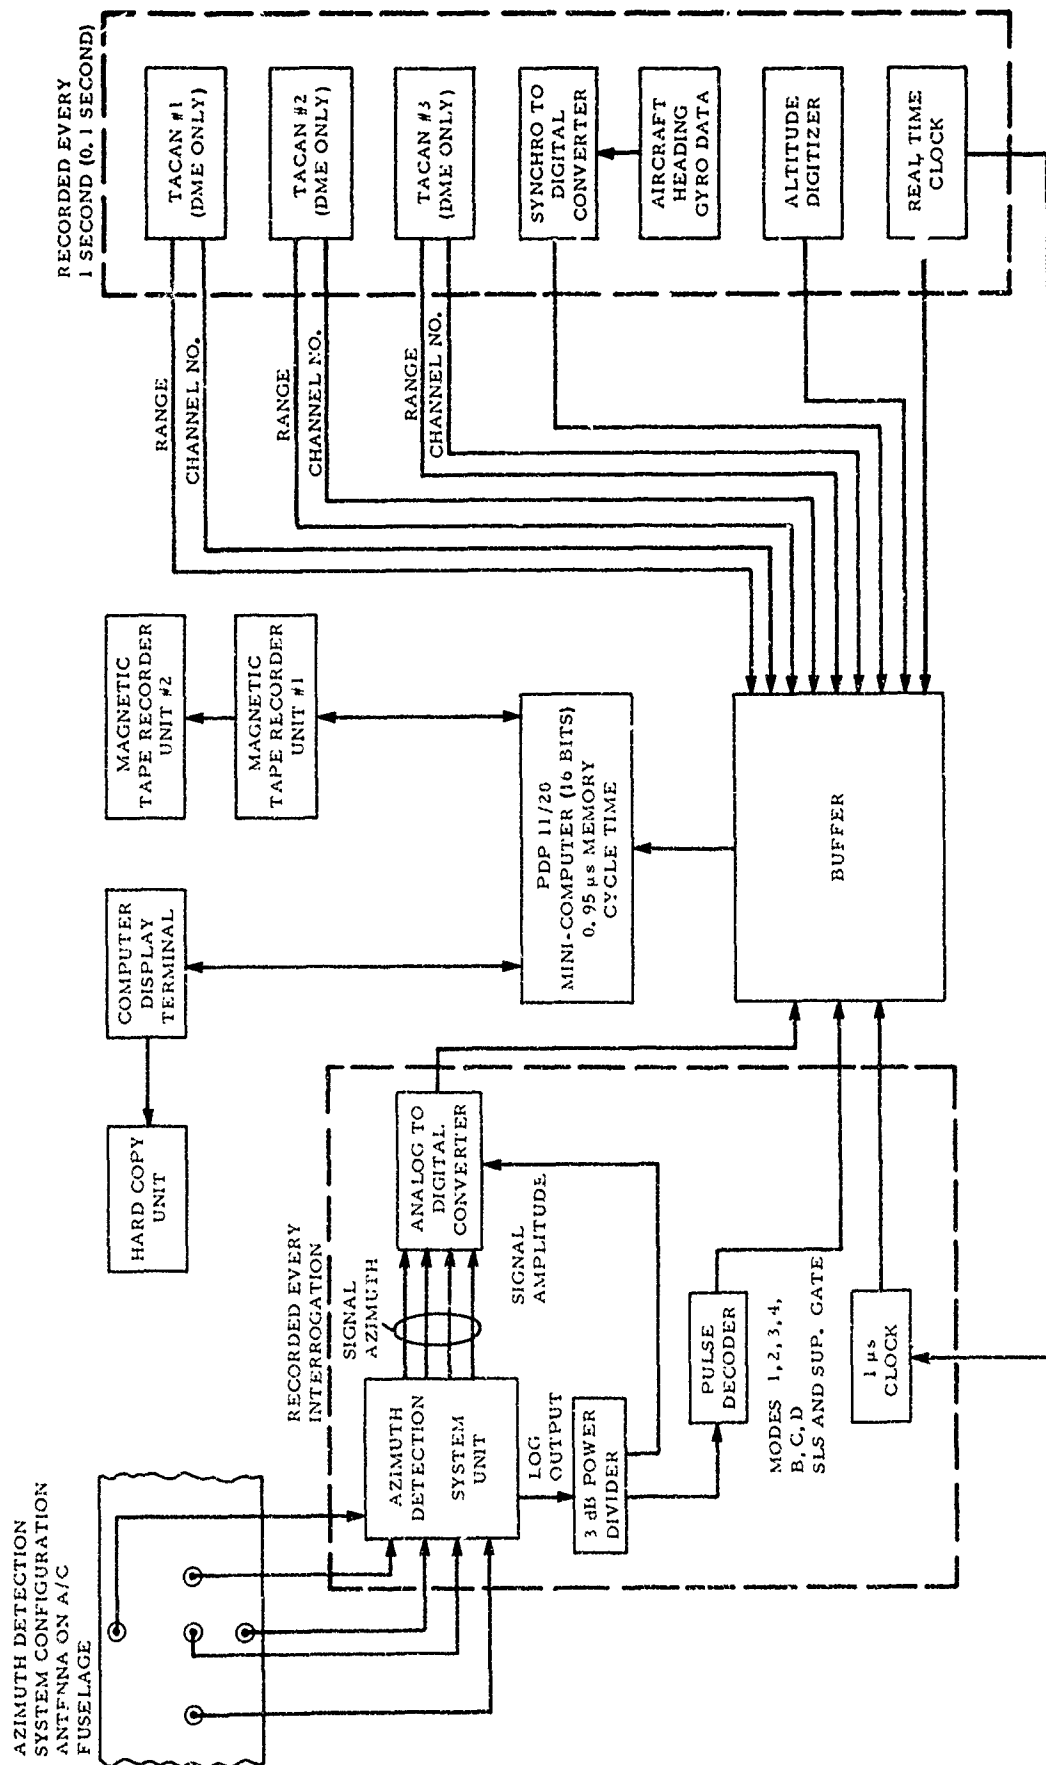 AZIMUTH DETECTION
SYSTEM CONFIGURATION
ANTENNA ON A/C
FUSELAGE
RECORDED EVERY
INTERROGATION
AZIMUTH
DETECTION
SYSTEM
UNIT
SIGNAL
AZIMUTH
ANALOG TO
DIGITAL
CONVERTER
SIGNAL
AMPLITUDE
LOG
OUTPUT
3 dB POWER
DIVIDER
PULSE
DECODER
MODES 1, 2, 3, 4,
B, C, D
SLS AND SUP. GATE
1 µs
CLOCK
HARD COPY
UNIT
COMPUTER
DISPLAY
TERMINAL
MAGNETIC
TAPE RECORDER
UNIT #2
MAGNETIC
TAPE RECORDER
UNIT #1
PDP 11/20
MINI-COMPUTER (16 BITS)
0.95 µs MEMORY
CYCLE TIME
BUFFER
RECORDED EVERY
1 SECOND (0.1 SECOND)
TACAN #1
(DME ONLY)
RANGE
CHANNEL NO.
TACAN #2
(DME ONLY)
RANGE
CHANNEL NO.
TACAN #3
(DME ONLY)
RANGE
CHANNEL NO.
SYNCHRO TO
DIGITAL
CONVERTER
AIRCRAFT
HEADING
GYRO DATA
ALTITUDE
DIGITIZER
REAL TIME
CLOCK